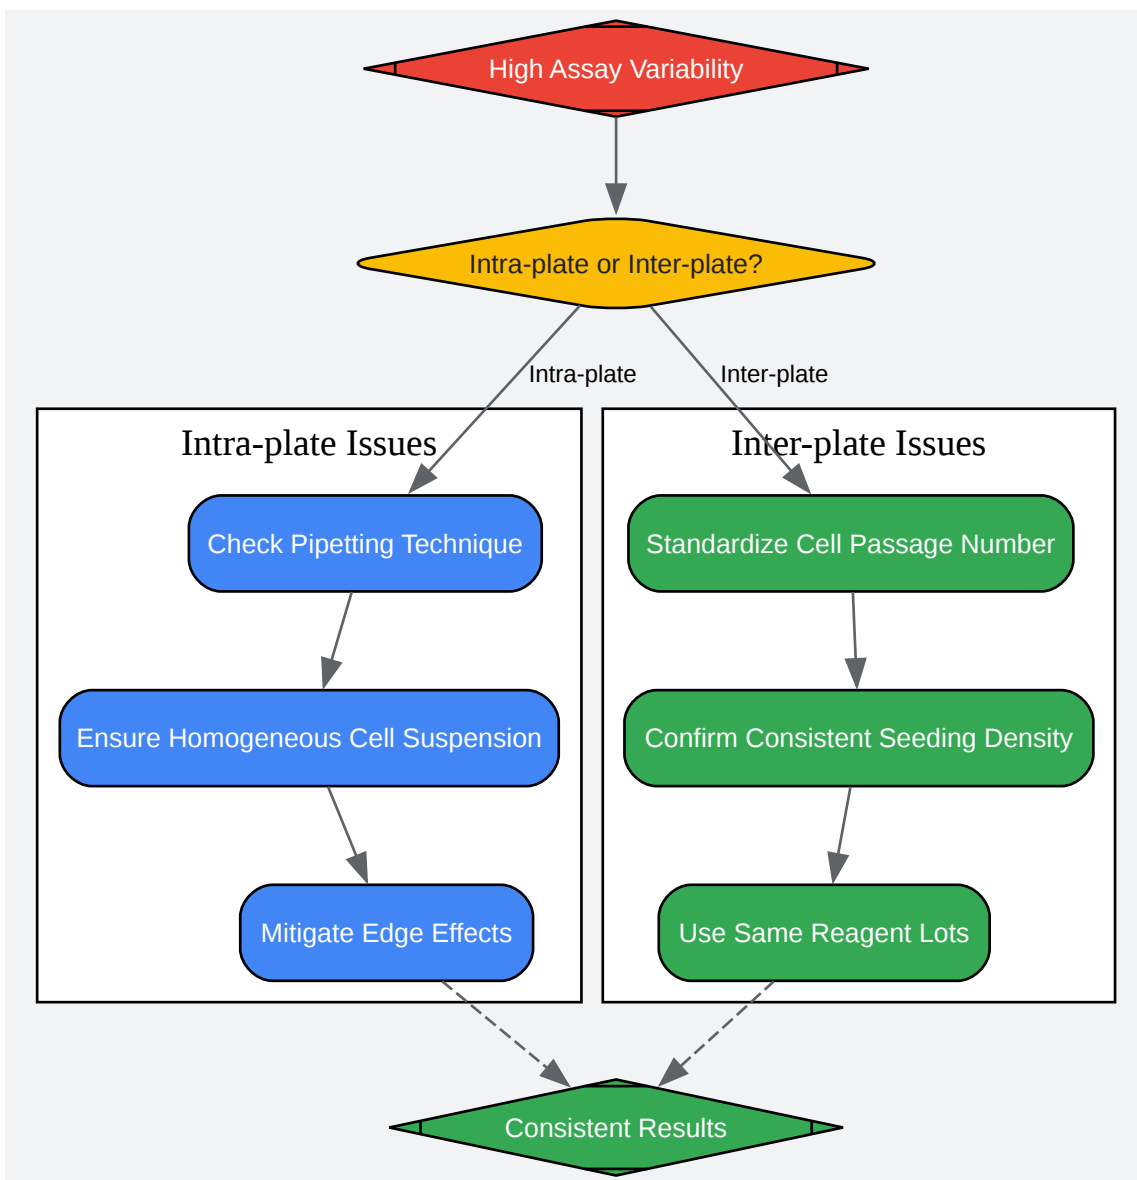 High Assay Variability
Intra-plate or Inter-plate?
Intra-plate
Inter-plate
Intra-plate Issues
Inter-plate Issues
Check Pipetting Technique
Standardize Cell Passage Number
Ensure Homogeneous Cell Suspension
Confirm Consistent Seeding Density
Mitigate Edge Effects
Use Same Reagent Lots
Consistent Results